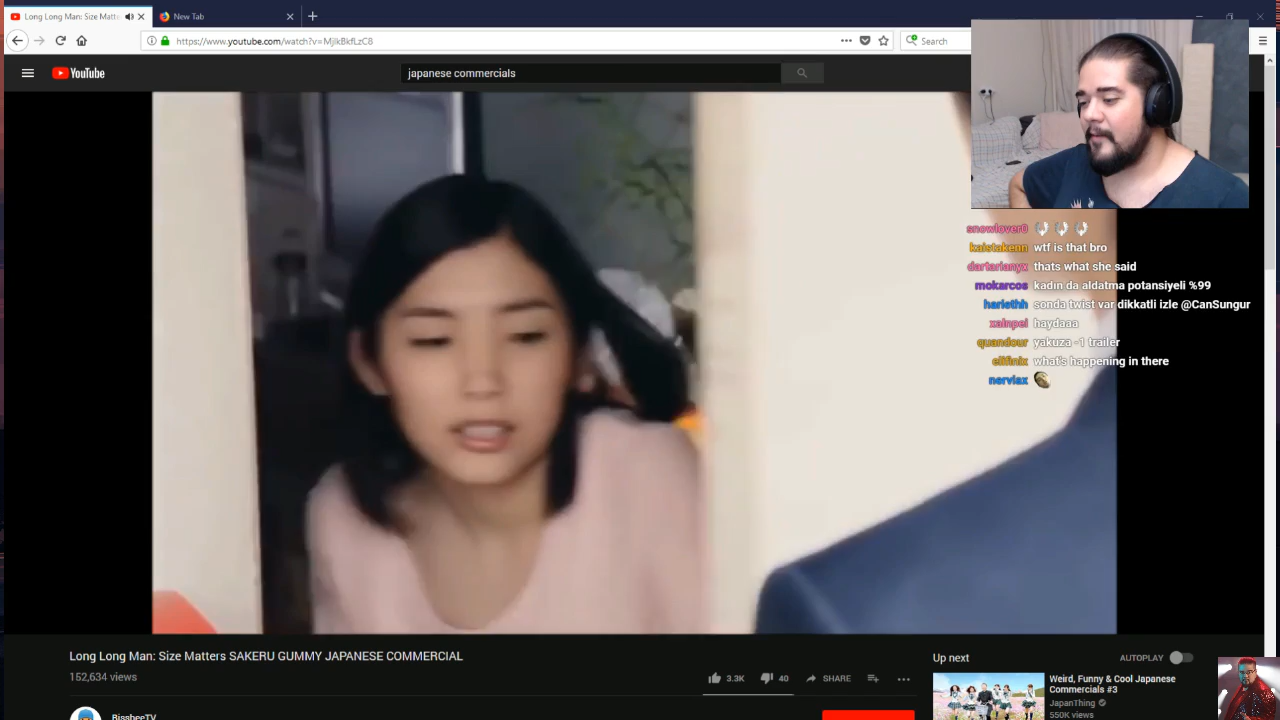 Long Long Man: Size Matte
New Tab
https://www.youtube.com/watch?v=MjIkBkfLzC8
Search
YouTube
japanese commercials
snowlover0
kaistakenn wtf is that bro
dartarianyx thats what she said
mokarcos kadın da aldatma potansiyeli %99
hariethh sonda twist var dikkatli izle @CanSungur
xainpei haydaaa
quandour yakuza -1 trailer
elifinix what's happening in there
nerviax
Long Long Man: Size Matters SAKERU GUMMY JAPANESE COMMERCIAL
152,634 views
3.3K
40
SHARE
BissbeeTV
Up next
AUTOPLAY
Weird, Funny & Cool Japanese
Commercials #3
JapanThing
550K views